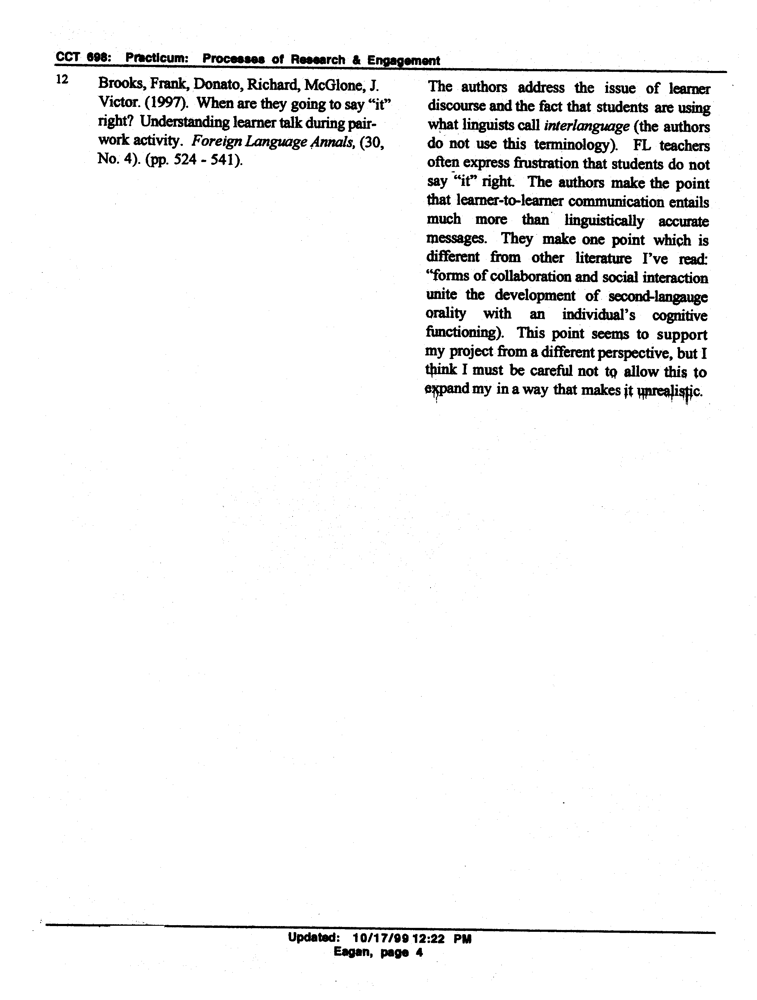 CCT 698: Practicum: Processes of Research & Engagement
12
Brooks, Frank, Donato, Richard, McGlone, J.
Victor. (1997). When are they going to say “it”
right? Understanding learner talk during pair-
work activity. Foreign Language Annals, (30,
No. 4). (pp. 524 - 541).
The authors address the issue of learner
discourse and the fact that students are using
what linguists call interlanguage (the authors
do not use this terminology). FL teachers
often express frustration that students do not
say “it” right. The authors make the point
that learner-to-learner communication entails
much more than linguistically accurate
messages. They make one point which is
different from other literature I’ve read:
“forms of collaboration and social interaction
unite the development of second-langauge
orality with an individual’s cognitive
functioning). This point seems to support
my project from a different perspective, but I
think I must be careful not to allow this to
expand my in a way that makes it unrealistic.
Updated: 10/17/99 12:22 PM
Eagan, page 4